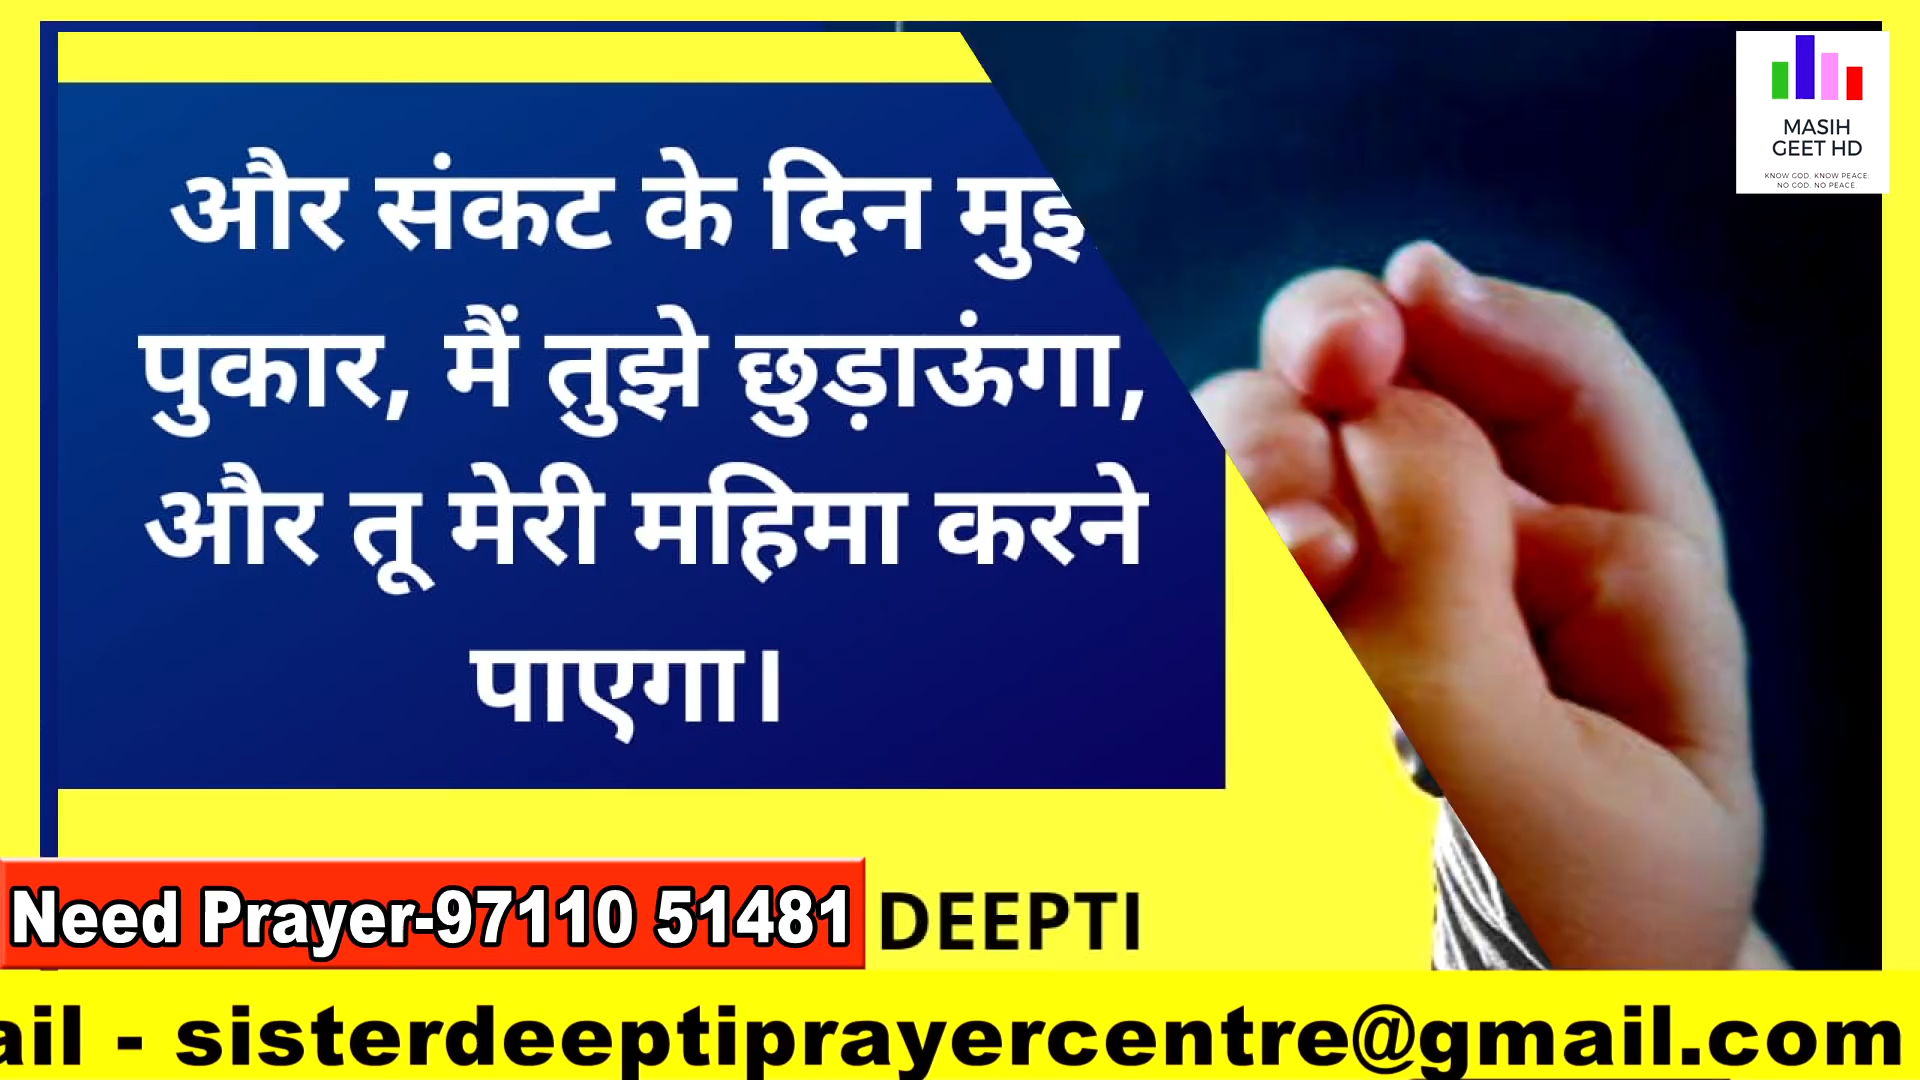 और संकट के दिन
पुकार, मैं तुझे छुड़ाऊंगा,
और तू मेरी महिमा करने
पाएगा।
MASIH
GEET HD
KNOW GOD. KNOW PEACE.
NO GOD. NO PEACE.
Need Prayer-97110 51481
DEEPTI
ail - sisterdeeptiprayercentre@gmail.com